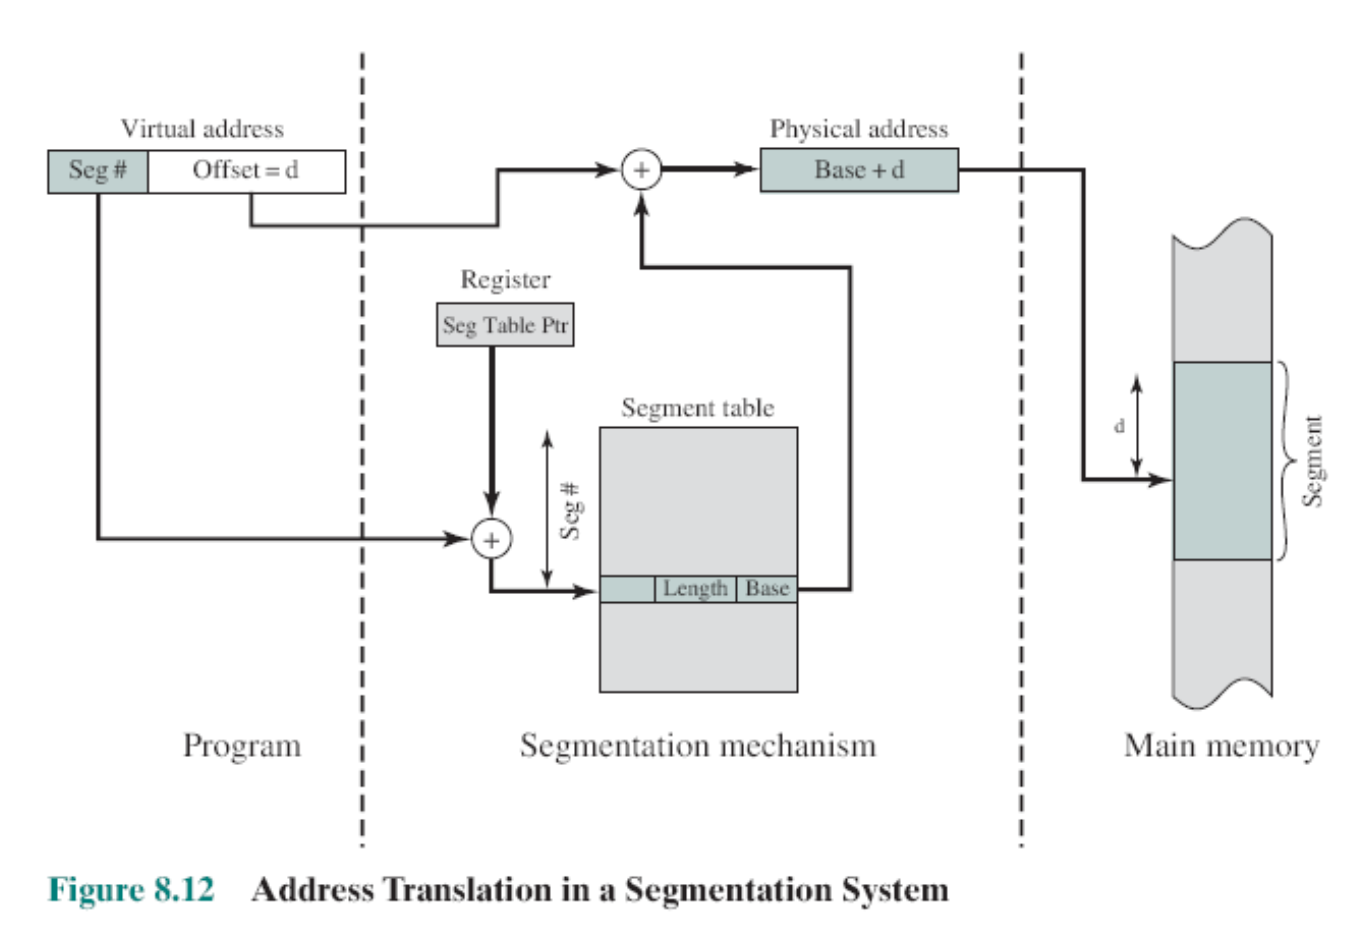 Virtual address
Physical address
Seg # Offset = d
+
Base + d
Register
Seg Table Ptr
Segment table
d
Segment
Seg #
+
Length Base
Program
Segmentation mechanism
Main memory
Figure 8.12 Address Translation in a Segmentation System